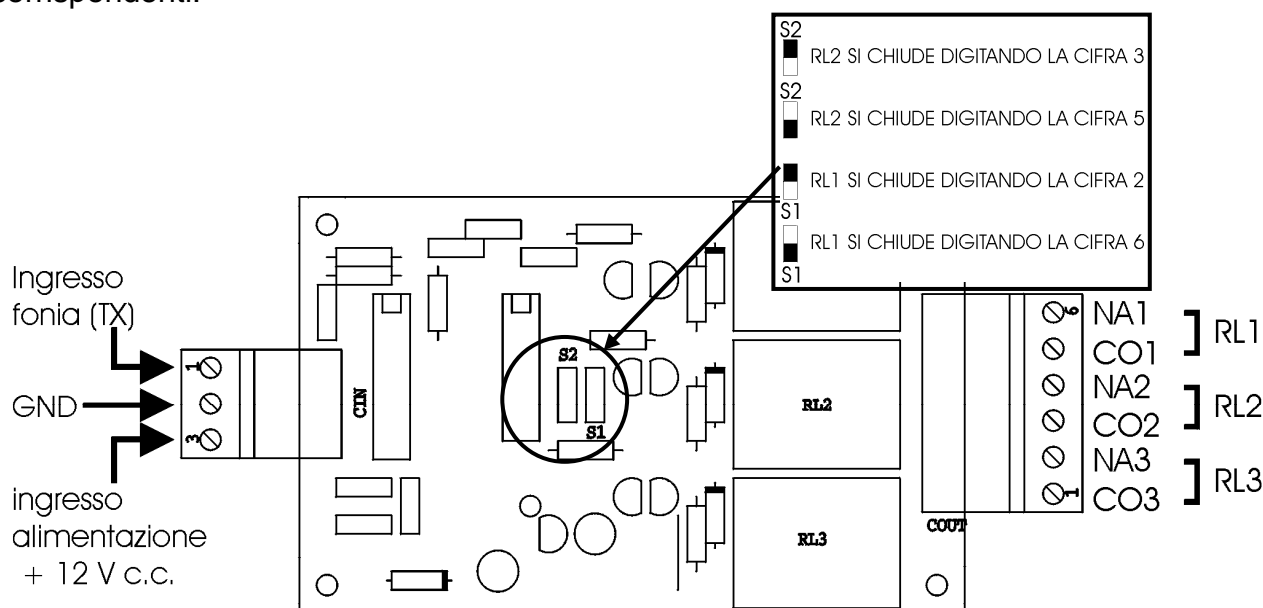 S2
RL2 SI CHIUDE DIGITANDO LA CIFRA 3
S2
RL2 SI CHIUDE DIGITANDO LA CIFRA 5
RL1 SI CHIUDE DIGITANDO LA CIFRA 2
S1
RL1 SI CHIUDE DIGITANDO LA CIFRA 6
S1
Ingresso
fonia (TX)
GND
ingresso
alimentazione
+ 12 V c.c.
1
3
CIN
S2
S1
RL2
RL3
COUT
6
1
NA1
CO1
NA2
CO2
NA3
CO3
RL1
RL2
RL3